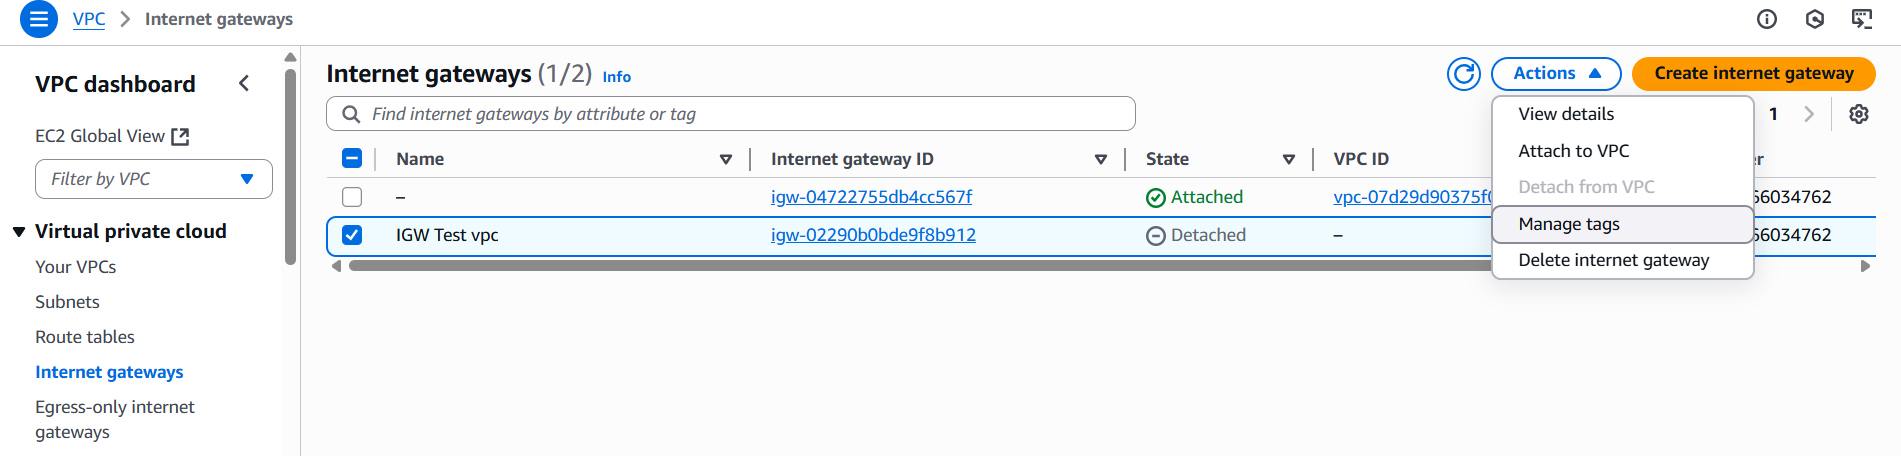 VPC > Internet gateways
VPC dashboard
EC2 Global View
Filter by VPC
Virtual private cloud
Your VPCs
Subnets
Route tables
Internet gateways
Egress-only internet
gateways
Internet gateways (1/2) Info
Actions
Create internet gateway
Find internet gateways by attribute or tag
1
Name Internet gateway ID State VPC ID
– igw-04722755db4cc567f Attached vpc-07d29d90375f 66034762
IGW Test vpc igw-02290b0bde9f8b912 Detached – 66034762
View details
Attach to VPC
Detach from VPC
Manage tags
Delete internet gateway